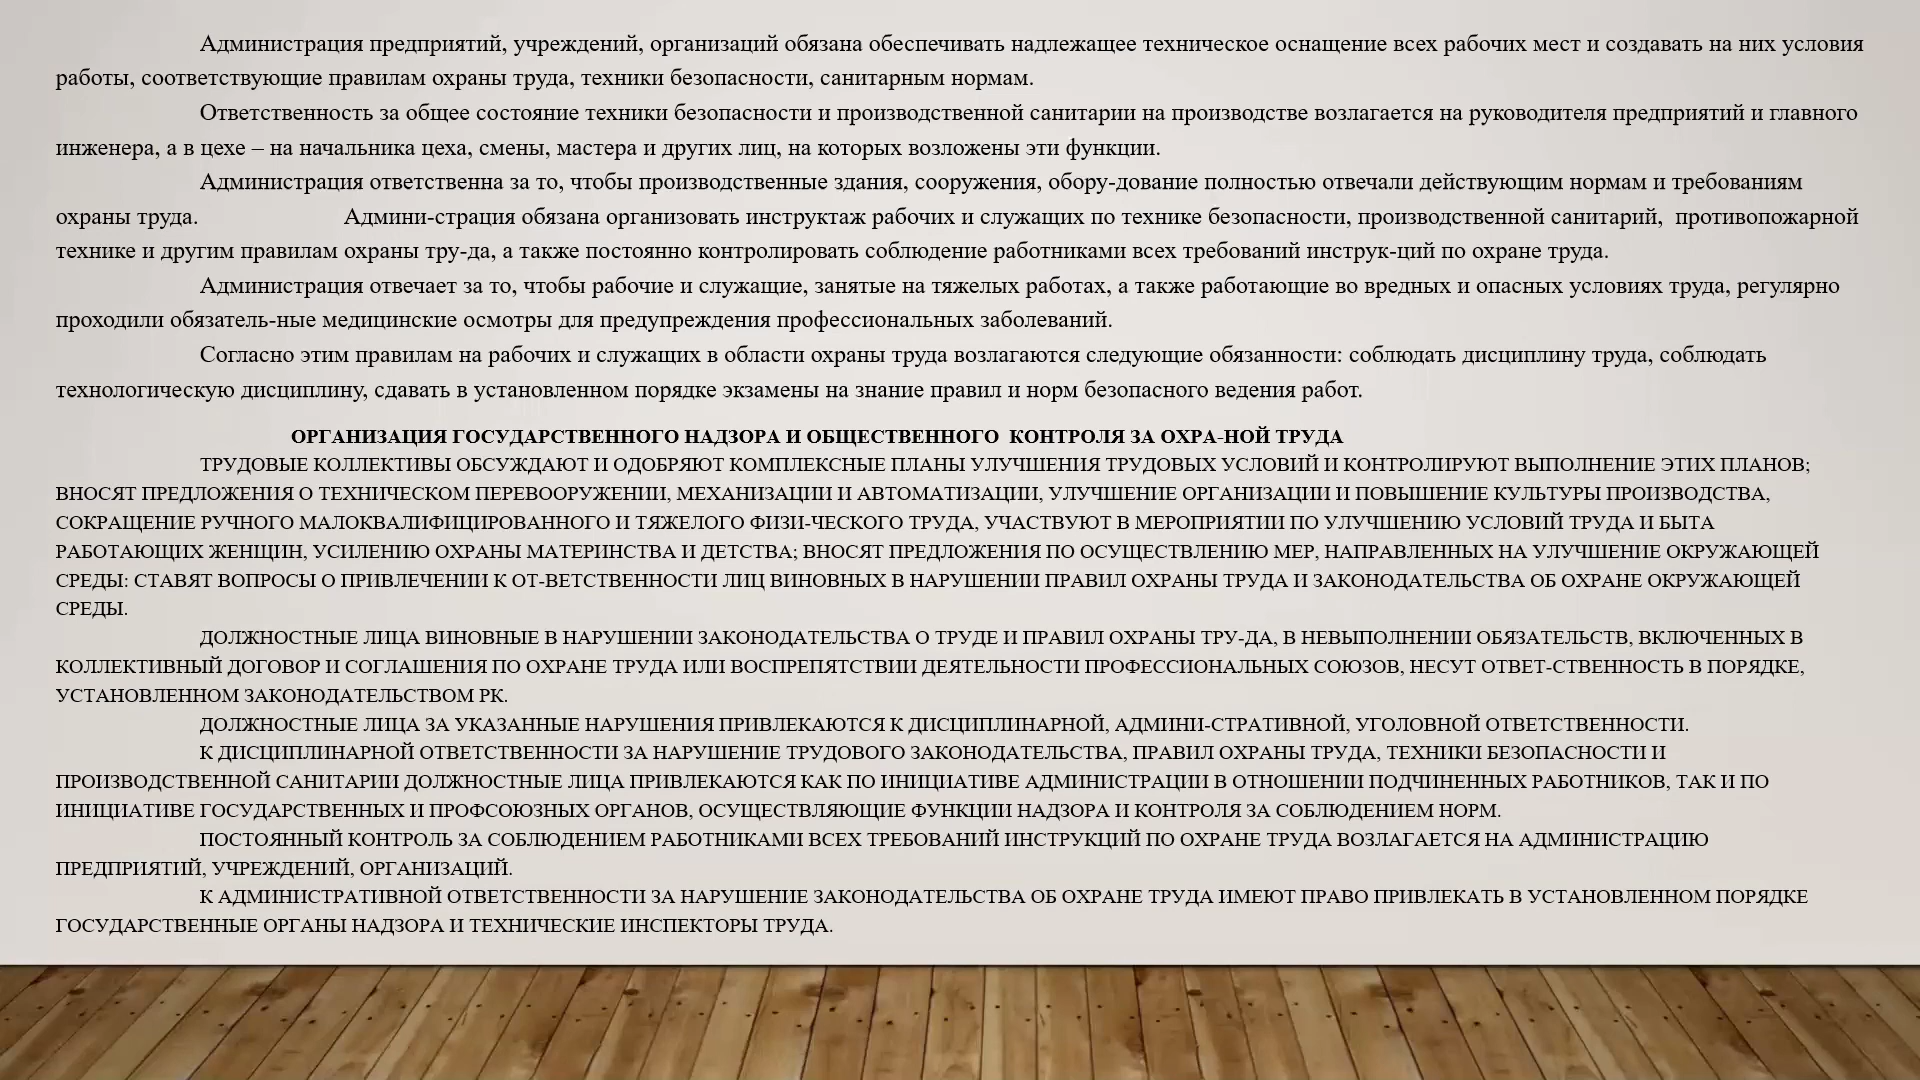 Администрация предприятий, учреждений, организаций обязана обеспечивать надлежащее техническое оснащение всех рабочих мест и создавать на них условия
работы, соответствующие правилам охраны труда, техники безопасности, санитарным нормам.
Ответственность за общее состояние техники безопасности и производственной санитарии на производстве возлагается на руководителя предприятий и главного
инженера, а в цехе – на начальника цеха, смены, мастера и других лиц, на которых возложены эти функции.
Администрация ответственна за то, чтобы производственные здания, сооружения, обору-дование полностью отвечали действующим нормам и требованиям
охраны труда. Админи-страция обязана организовать инструктаж рабочих и служащих по технике безопасности, производственной санитарий, противопожарной
технике и другим правилам охраны тру-да, а также постоянно контролировать соблюдение работниками всех требований инструк-ций по охране труда.
Администрация отвечает за то, чтобы рабочие и служащие, занятые на тяжелых работах, а также работающие во вредных и опасных условиях труда, регулярно
проходили обязатель-ные медицинские осмотры для предупреждения профессиональных заболеваний.
Согласно этим правилам на рабочих и служащих в области охраны труда возлагаются следующие обязанности: соблюдать дисциплину труда, соблюдать
технологическую дисциплину, сдавать в установленном порядке экзамены на знание правил и норм безопасного ведения работ.
ОРГАНИЗАЦИЯ ГОСУДАРСТВЕННОГО НАДЗОРА И ОБЩЕСТВЕННОГО КОНТРОЛЯ ЗА ОХРА-НОЙ ТРУДА
ТРУДОВЫЕ КОЛЛЕКТИВЫ ОБСУЖДАЮТ И ОДОБРЯЮТ КОМПЛЕКСНЫЕ ПЛАНЫ УЛУЧШЕНИЯ ТРУДОВЫХ УСЛОВИЙ И КОНТРОЛИРУЮТ ВЫПОЛНЕНИЕ ЭТИХ ПЛАНОВ;
ВНОСЯТ ПРЕДЛОЖЕНИЯ О ТЕХНИЧЕСКОМ ПЕРЕВООРУЖЕНИИ, МЕХАНИЗАЦИИ И АВТОМАТИЗАЦИИ, УЛУЧШЕНИЕ ОРГАНИЗАЦИИ И ПОВЫШЕНИЕ КУЛЬТУРЫ ПРОИЗВОДСТВА,
СОКРАЩЕНИЕ РУЧНОГО МАЛОКВАЛИФИЦИРОВАННОГО И ТЯЖЕЛОГО ФИЗИ-ЧЕСКОГО ТРУДА, УЧАСТВУЮТ В МЕРОПРИЯТИИ ПО УЛУЧШЕНИЮ УСЛОВИЙ ТРУДА И БЫТА
РАБОТАЮЩИХ ЖЕНЩИН, УСИЛЕНИЮ ОХРАНЫ МАТЕРИНСТВА И ДЕТСТВА; ВНОСЯТ ПРЕДЛОЖЕНИЯ ПО ОСУЩЕСТВЛЕНИЮ МЕР, НАПРАВЛЕННЫХ НА УЛУЧШЕНИЕ ОКРУЖАЮЩЕЙ
СРЕДЫ: СТАВЯТ ВОПРОСЫ О ПРИВЛЕЧЕНИИ К ОТ-ВЕТСТВЕННОСТИ ЛИЦ ВИНОВНЫХ В НАРУШЕНИИ ПРАВИЛ ОХРАНЫ ТРУДА И ЗАКОНОДАТЕЛЬСТВА ОБ ОХРАНЕ ОКРУЖАЮЩЕЙ
СРЕДЫ.
ДОЛЖНОСТНЫЕ ЛИЦА ВИНОВНЫЕ В НАРУШЕНИИ ЗАКОНОДАТЕЛЬСТВА О ТРУДЕ И ПРАВИЛ ОХРАНЫ ТРУ-ДА, В НЕВЫПОЛНЕНИИ ОБЯЗАТЕЛЬСТВ, ВКЛЮЧЕННЫХ В
КОЛЛЕКТИВНЫЙ ДОГОВОР И СОГЛАШЕНИЯ ПО ОХРАНЕ ТРУДА ИЛИ ВОСПРЕПЯТСТВИИ ДЕЯТЕЛЬНОСТИ ПРОФЕССИОНАЛЬНЫХ СОЮЗОВ, НЕСУТ ОТВЕТ-СТВЕННОСТЬ В ПОРЯДКЕ,
УСТАНОВЛЕННОМ ЗАКОНОДАТЕЛЬСТВОМ РК.
ДОЛЖНОСТНЫЕ ЛИЦА ЗА УКАЗАННЫЕ НАРУШЕНИЯ ПРИВЛЕКАЮТСЯ К ДИСЦИПЛИНАРНОЙ, АДМИНИ-СТРАТИВНОЙ, УГОЛОВНОЙ ОТВЕТСТВЕННОСТИ.
К ДИСЦИПЛИНАРНОЙ ОТВЕТСТВЕННОСТИ ЗА НАРУШЕНИЕ ТРУДОВОГО ЗАКОНОДАТЕЛЬСТВА, ПРАВИЛ ОХРАНЫ ТРУДА, ТЕХНИКИ БЕЗОПАСНОСТИ И
ПРОИЗВОДСТВЕННОЙ САНИТАРИИ ДОЛЖНОСТНЫЕ ЛИЦА ПРИВЛЕКАЮТСЯ КАК ПО ИНИЦИАТИВЕ АДМИНИСТРАЦИИ В ОТНОШЕНИИ ПОДЧИНЕННЫХ РАБОТНИКОВ, ТАК И ПО
ИНИЦИАТИВЕ ГОСУДАРСТВЕННЫХ И ПРОФСОЮЗНЫХ ОРГАНОВ, ОСУЩЕСТВЛЯЮЩИЕ ФУНКЦИИ НАДЗОРА И КОНТРОЛЯ ЗА СОБЛЮДЕНИЕМ НОРМ.
ПОСТОЯННЫЙ КОНТРОЛЬ ЗА СОБЛЮДЕНИЕМ РАБОТНИКАМИ ВСЕХ ТРЕБОВАНИЙ ИНСТРУКЦИЙ ПО ОХРАНЕ ТРУДА ВОЗЛАГАЕТСЯ НА АДМИНИСТРАЦИЮ
ПРЕДПРИЯТИЙ, УЧРЕЖДЕНИЙ, ОРГАНИЗАЦИЙ.
К АДМИНИСТРАТИВНОЙ ОТВЕТСТВЕННОСТИ ЗА НАРУШЕНИЕ ЗАКОНОДАТЕЛЬСТВА ОБ ОХРАНЕ ТРУДА ИМЕЮТ ПРАВО ПРИВЛЕКАТЬ В УСТАНОВЛЕННОМ ПОРЯДКЕ
ГОСУДАРСТВЕННЫЕ ОРГАНЫ НАДЗОРА И ТЕХНИЧЕСКИЕ ИНСПЕКТОРЫ ТРУДА.